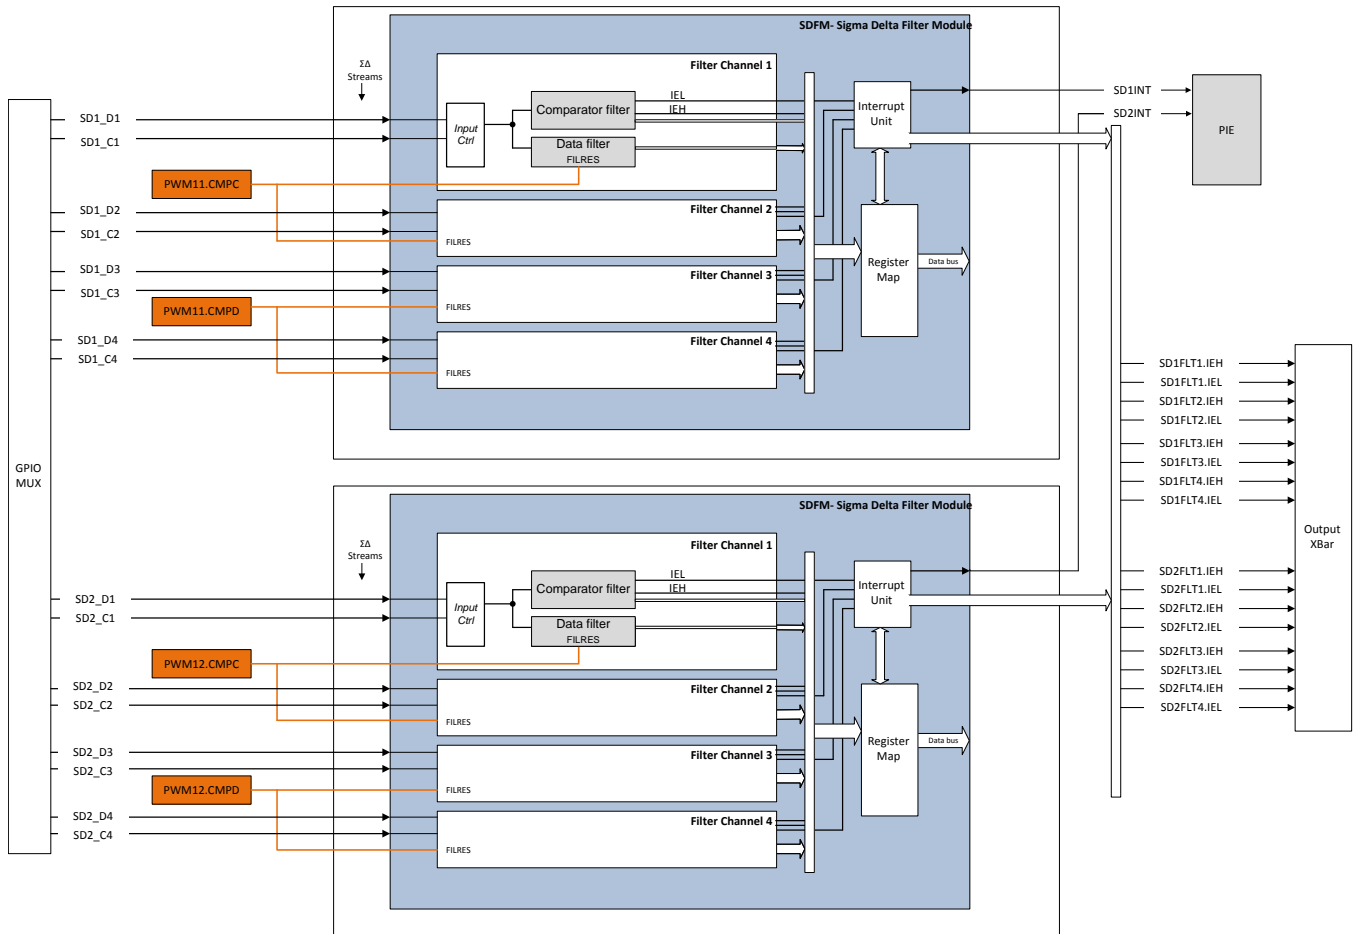 SDFM- Sigma Delta Filter Module
ΣΔ
Streams
Filter Channel 1
Comparator filter
IEL
IEH
Input
Ctrl
Data filter
FILRES
Interrupt
Unit
SD1_D1
SD1_C1
PWM11.CMPC
SD1_D2
SD1_C2
Filter Channel 2
FILRES
SD1_D3
SD1_C3
Filter Channel 3
FILRES
PWM11.CMPD
SD1_D4
SD1_C4
Filter Channel 4
FILRES
Register
Map
Data bus
SD1INT
SD2INT
PIE
GPIO
MUX
SD1FLT1.IEH
SD1FLT1.IEL
SD1FLT2.IEH
SD1FLT2.IEL
SD1FLT3.IEH
SD1FLT3.IEL
SD1FLT4.IEH
SD1FLT4.IEL
Output
XBar
SDFM- Sigma Delta Filter Module
ΣΔ
Streams
Filter Channel 1
Comparator filter
IEL
IEH
Input
Ctrl
Data filter
FILRES
Interrupt
Unit
SD2_D1
SD2_C1
PWM12.CMPC
SD2_D2
SD2_C2
Filter Channel 2
FILRES
SD2_D3
SD2_C3
Filter Channel 3
FILRES
PWM12.CMPD
SD2_D4
SD2_C4
Filter Channel 4
FILRES
Register
Map
Data bus
SD2FLT1.IEH
SD2FLT1.IEL
SD2FLT2.IEH
SD2FLT2.IEL
SD2FLT3.IEH
SD2FLT3.IEL
SD2FLT4.IEH
SD2FLT4.IEL